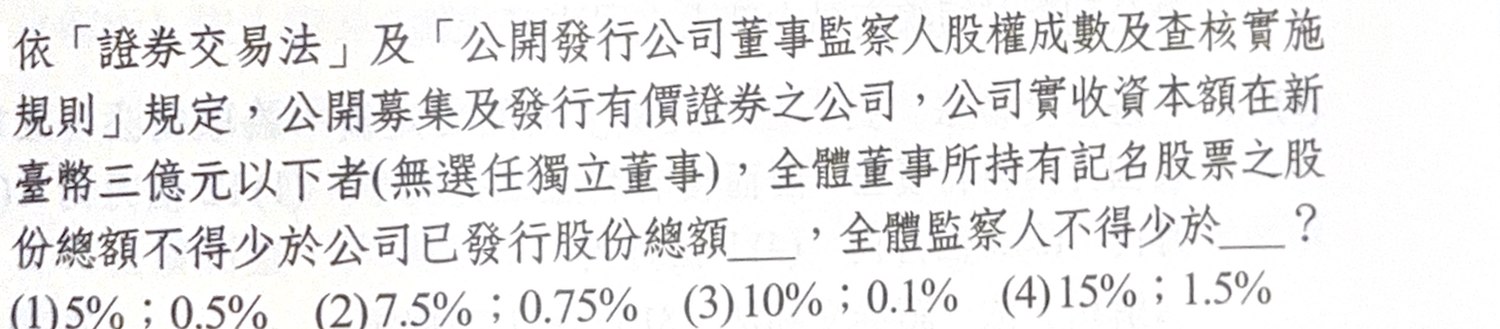 依「證券交易法」及「公開發行公司董事監察人股權成數及查核實施
規則」規定，公開募集及發行有價證券之公司，公司實收資本額在新
臺幣三億元以下者(無選任獨立董事)，全體董事所持有記名股票之股
份總額不得少於公司已發行股份總額___，全體監察人不得少於___？
(1)5%；0.5% (2)7.5%；0.75% (3)10%；0.1% (4)15%；1.5%